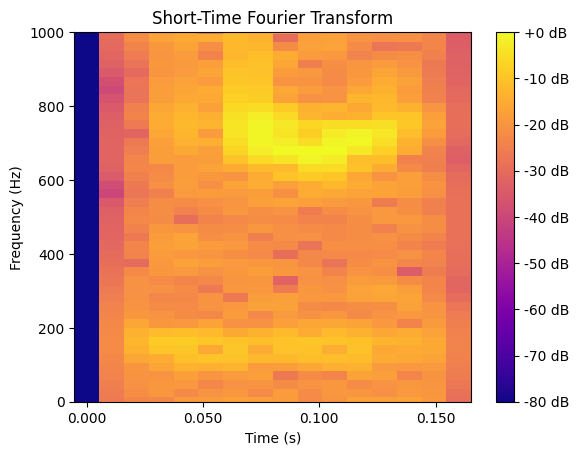 Short-Time Fourier Transform
Frequency (Hz)
1000
800
600
400
200
0
0.000
0.050
0.100
0.150
Time (s)
+0 dB
-10 dB
-20 dB
-30 dB
-40 dB
-50 dB
-60 dB
-70 dB
-80 dB